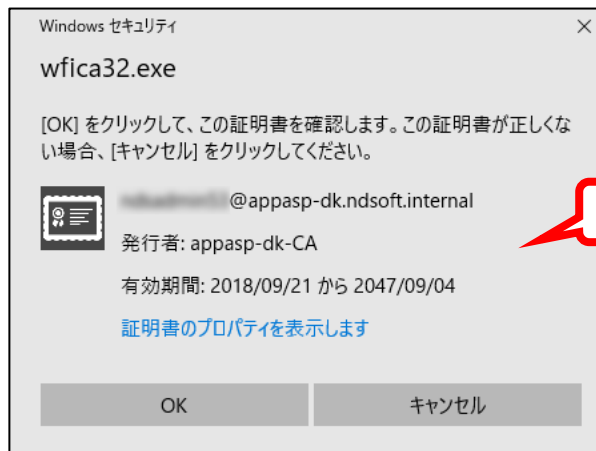 Windows セキュリティ
wfica32.exe
[OK] をクリックして、この証明書を確認します。この証明書が正しくな
い場合、[キャンセル] をクリックしてください。
@appasp-dk.ndsoft.internal
発行者: appasp-dk-CA
有効期間: 2018/09/21 から 2047/09/04
証明書のプロパティを表示します
OK
キャンセル